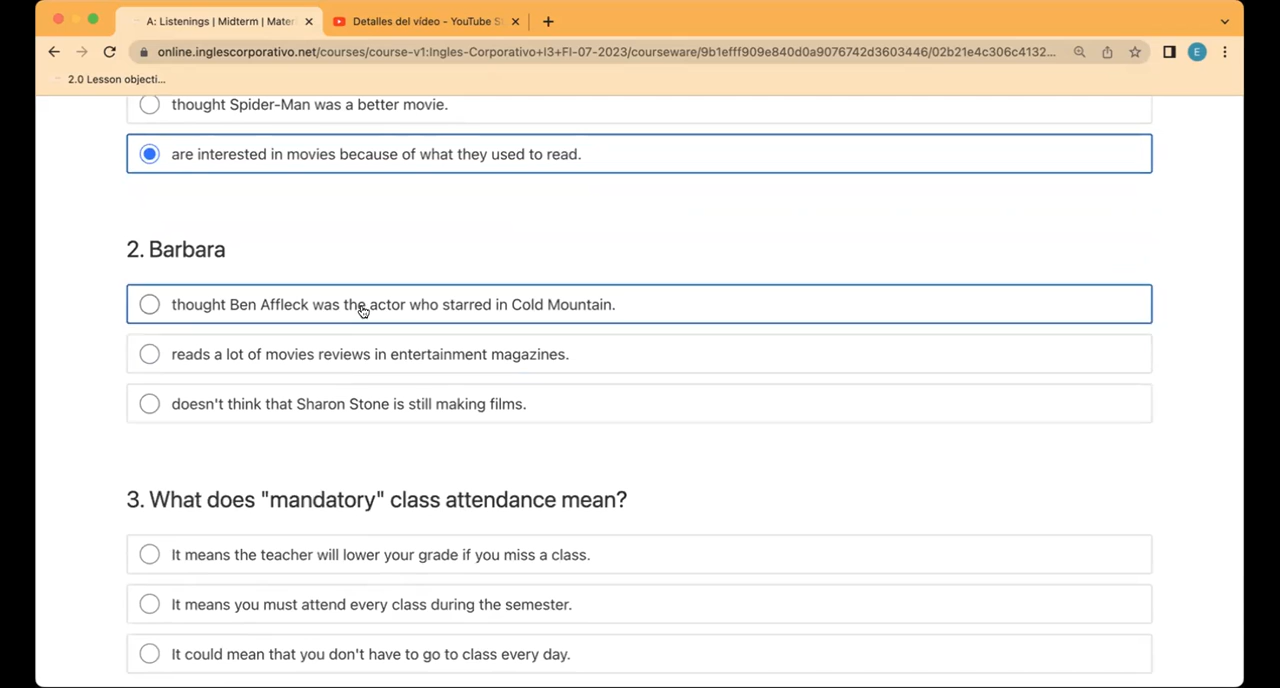 A: Listenings | Midterm | Mater
Detalles del vídeo - YouTube S
online.inglescorporativo.net/courses/course-v1:Ingles-Corporativo+I3+FI-07-2023/courseware/9b1efff909e840d0a9076742d3603446/02b21e4c306c4132...
E
2.0 Lesson objecti...
thought Spider-Man was a better movie.
are interested in movies because of what they used to read.
2. Barbara
thought Ben Affleck was the actor who starred in Cold Mountain.
reads a lot of movies reviews in entertainment magazines.
doesn't think that Sharon Stone is still making films.
3. What does "mandatory" class attendance mean?
It means the teacher will lower your grade if you miss a class.
It means you must attend every class during the semester.
It could mean that you don't have to go to class every day.